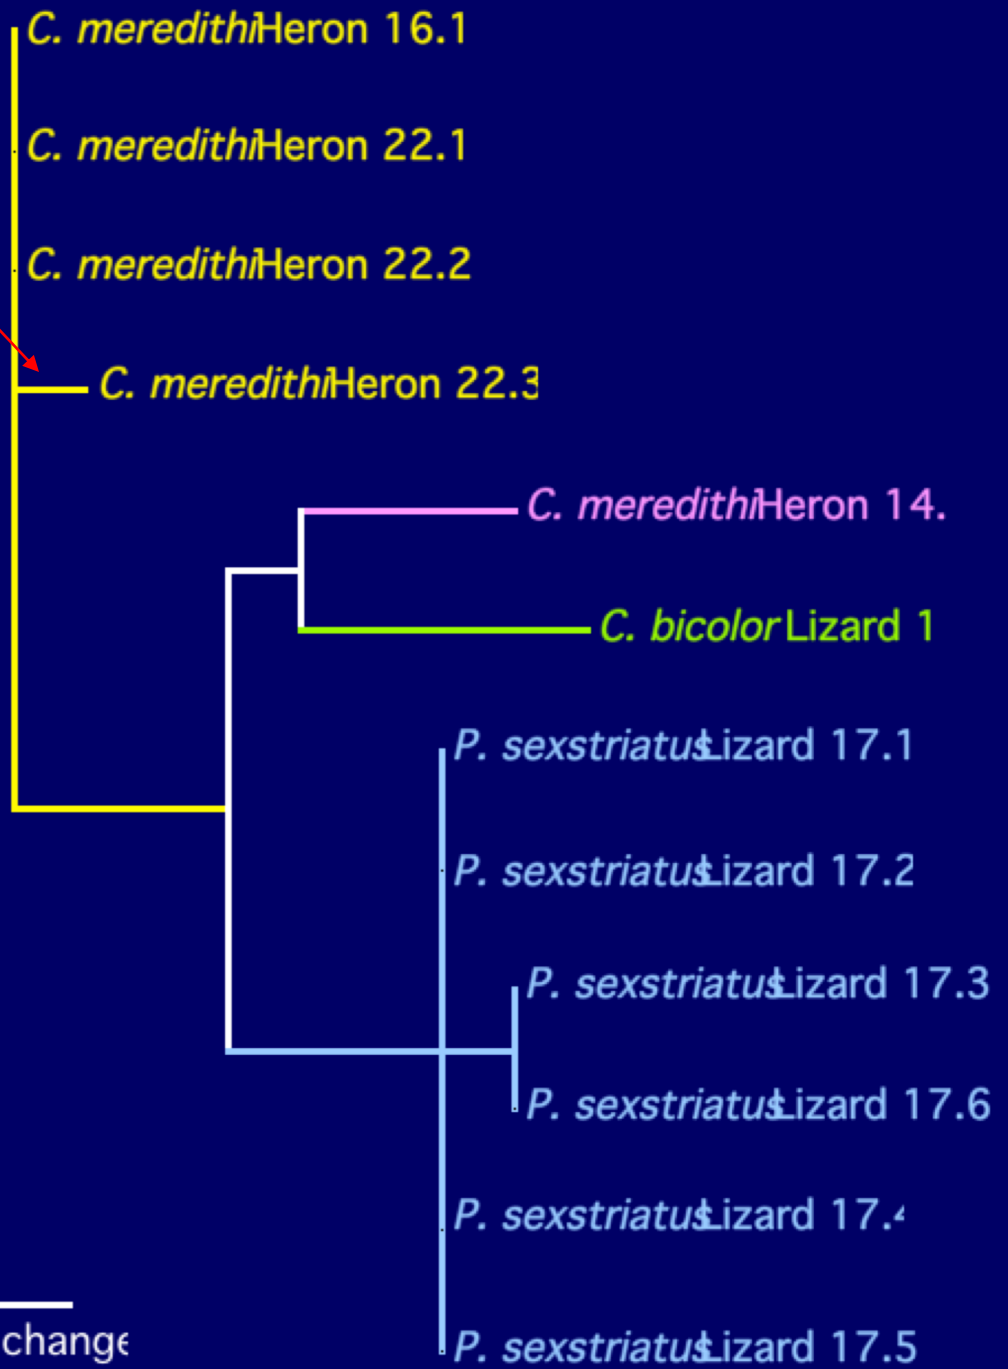 C. meredithi Heron 16.1
C. meredithi Heron 22.1
C. meredithi Heron 22.2
C. meredithi Heron 22.3
C. meredithi Heron 14.
C. bicolor Lizard 1
P. sexstriatus Lizard 17.1
P. sexstriatus Lizard 17.2
P. sexstriatus Lizard 17.3
P. sexstriatus Lizard 17.6
P. sexstriatus Lizard 17.4
P. sexstriatus Lizard 17.5
change